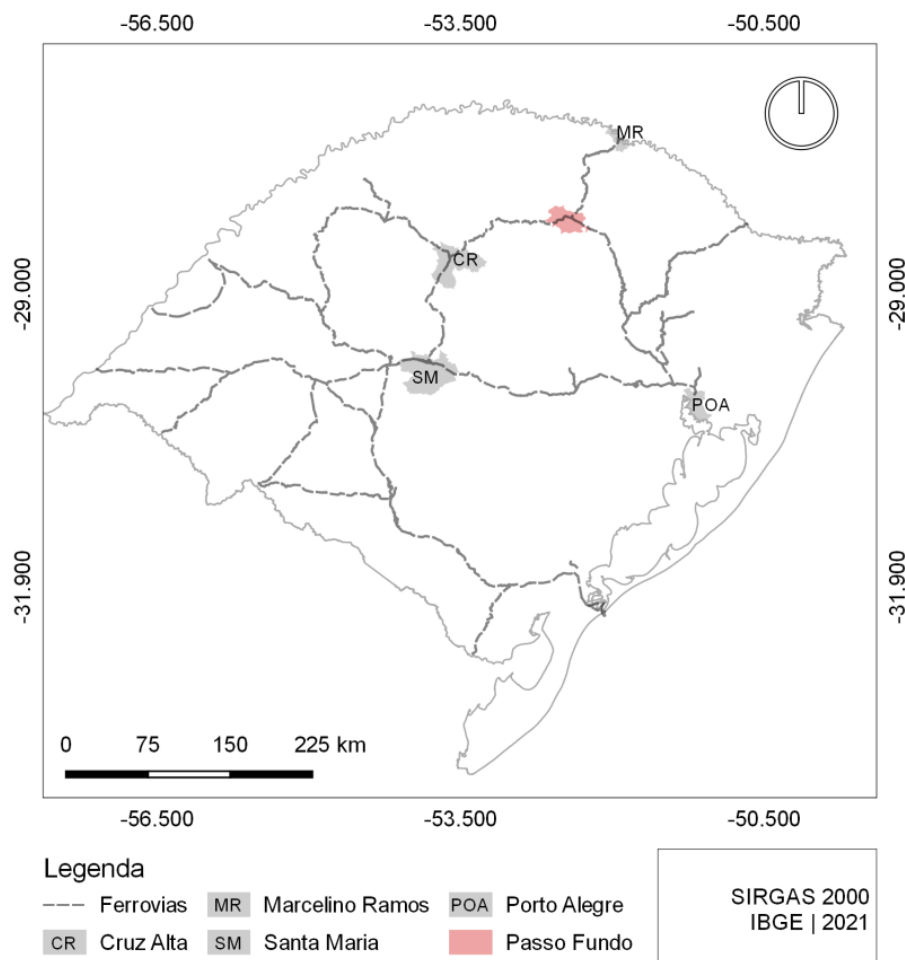 -56.500 -53.500 -50.500
MR
-29.000 CR -29.000
SM
POA
-31.900 -31.900
0 75 150 225 km
-56.500 -53.500 -50.500
Legenda
Ferrovias MR Marcelino Ramos POA Porto Alegre
CR Cruz Alta SM Santa Maria Passo Fundo
SIRGAS 2000
IBGE | 2021